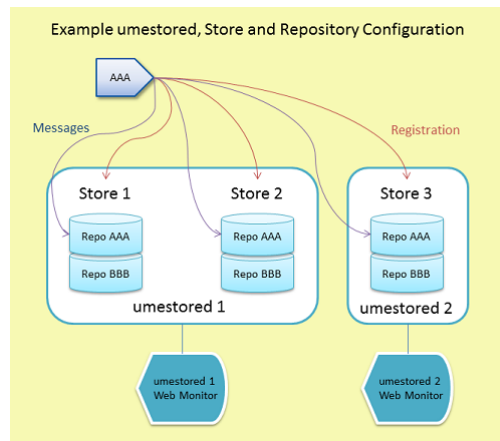 Example umestored, Store and Repository Configuration
AAA
Messages
Registration
Store 1
Store 2
Store 3
Repo AAA
Repo AAA
Repo AAA
Repo BBB
Repo BBB
Repo BBB
umestored 1
umestored 2
umestored 1
Web Monitor
umestored 2
Web Monitor